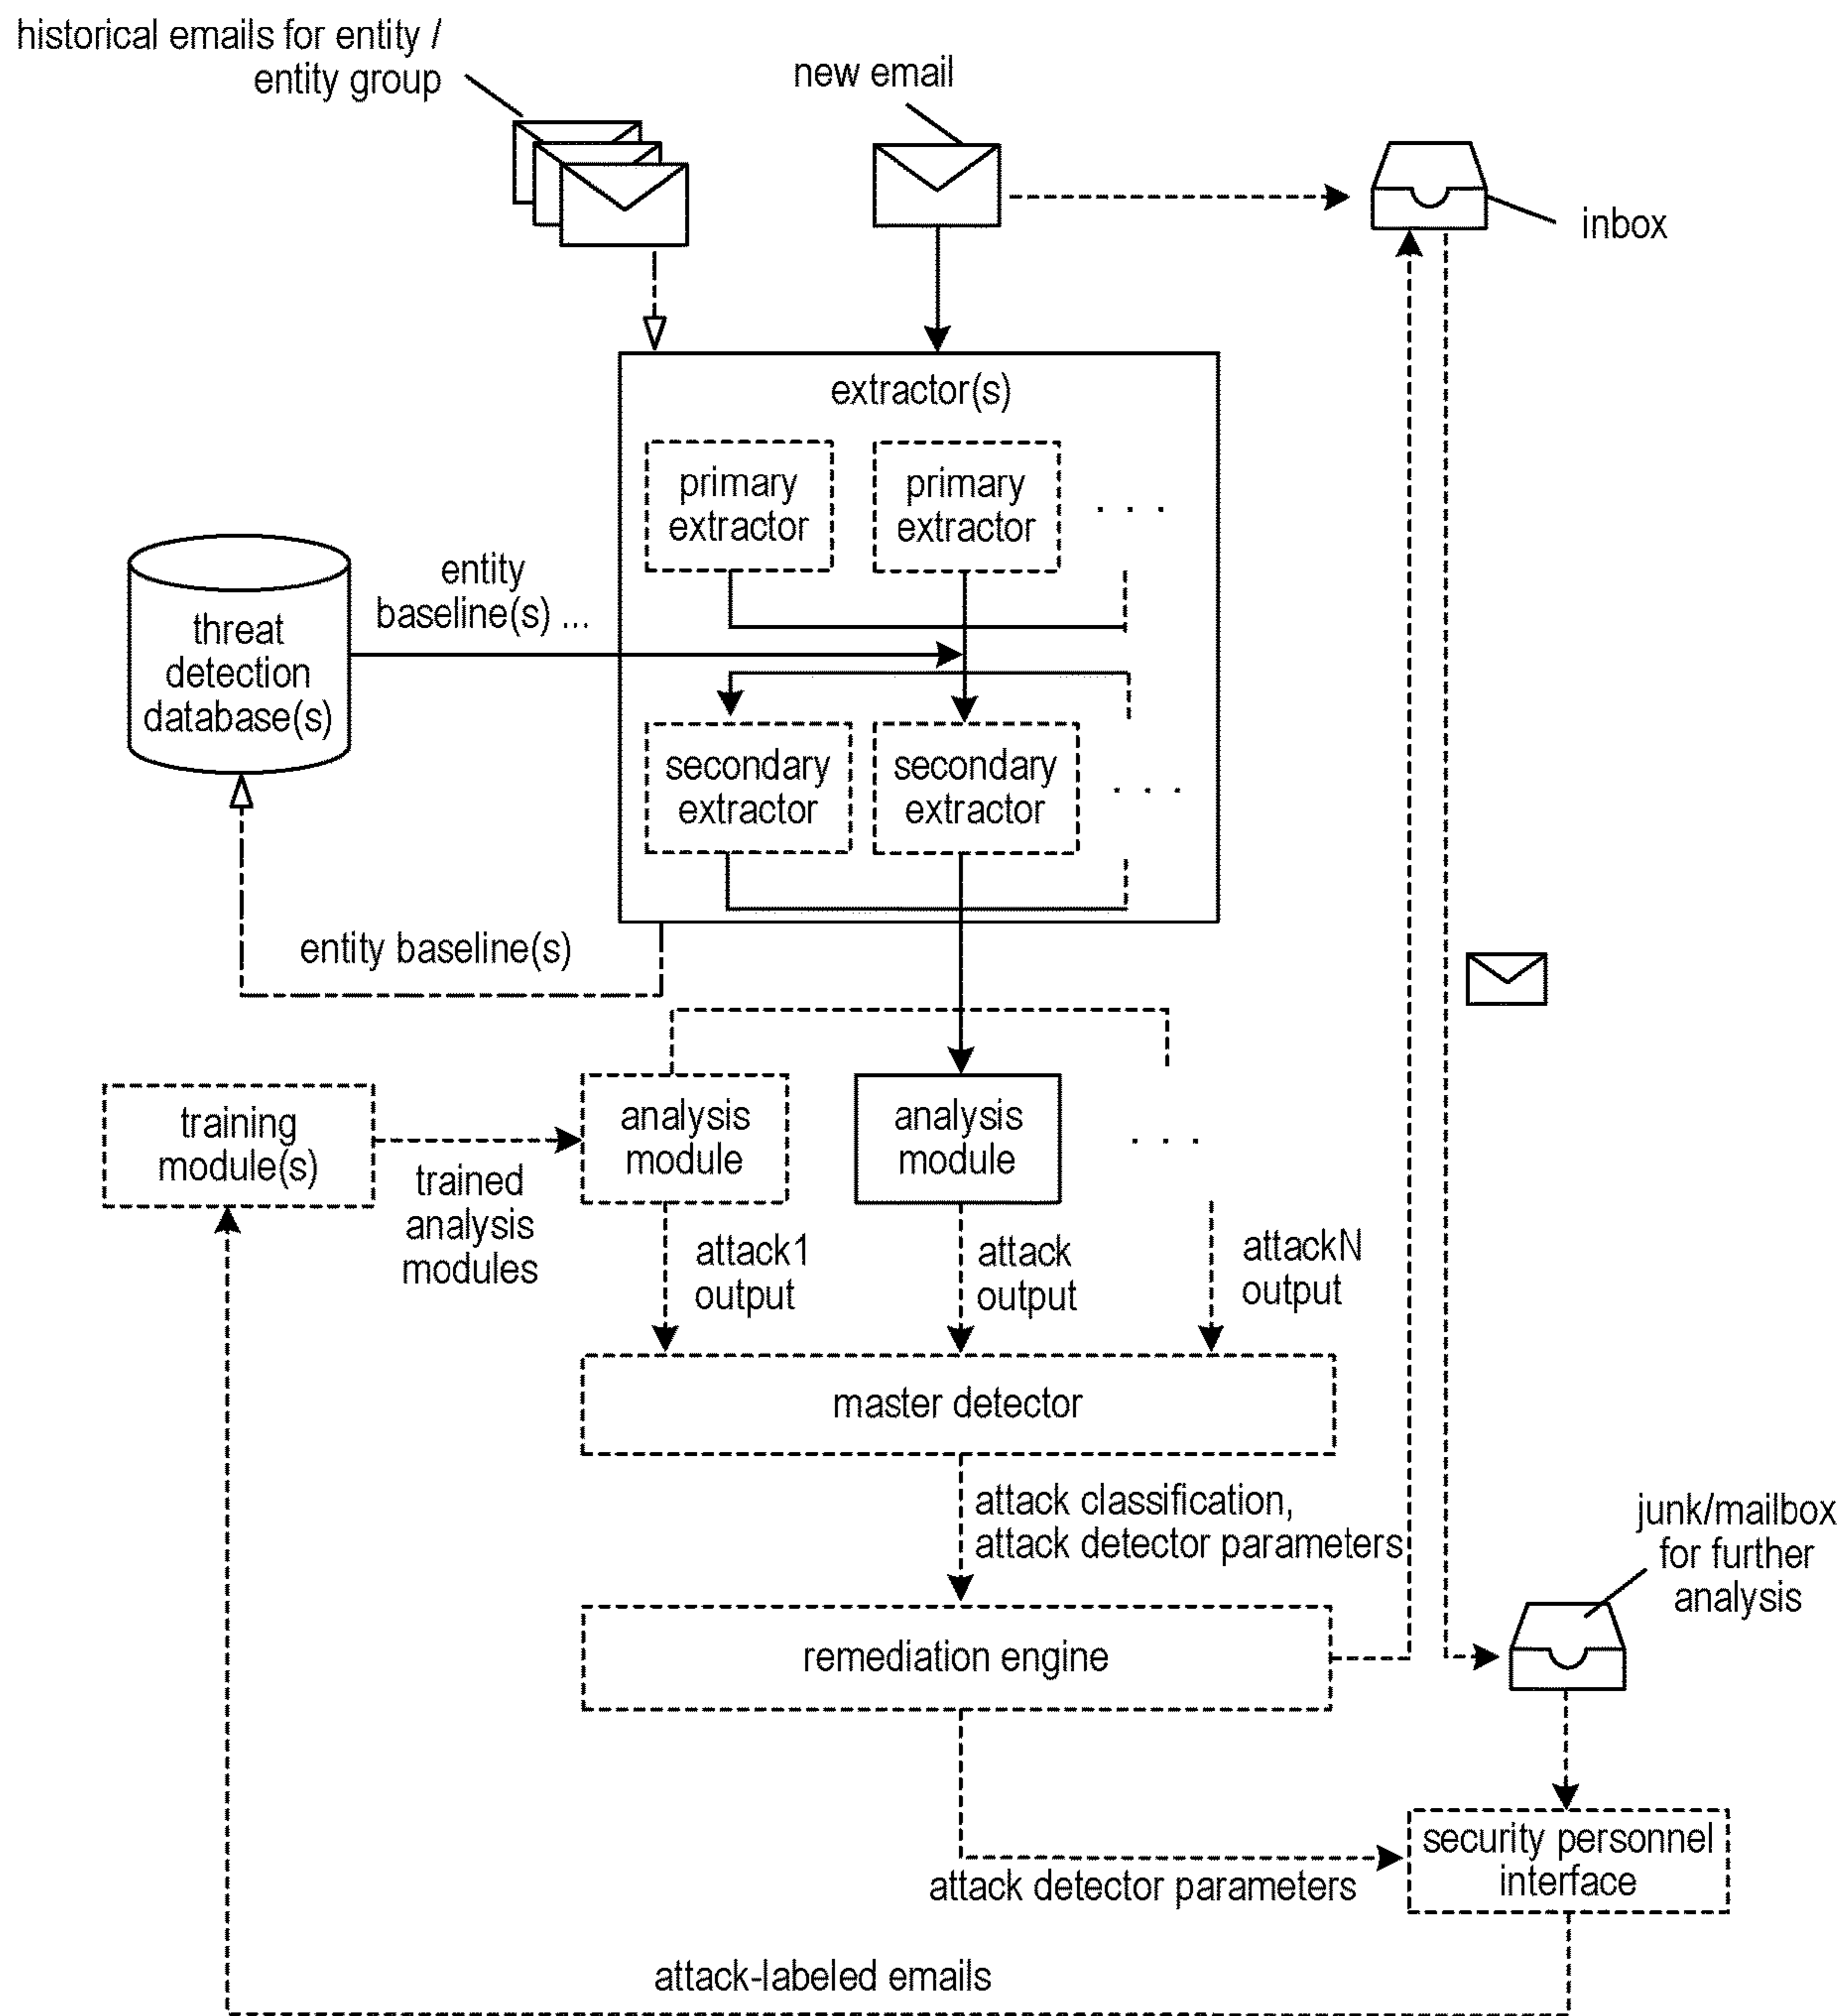 historical emails for entity /
entity group
new email
inbox
extractor(s)
primary
extractor
primary
extractor
. . .
entity
baseline(s) ...
threat
detection
database(s)
secondary
extractor
secondary
extractor
. . .
entity baseline(s)
training
module(s)
trained
analysis
modules
analysis
module
analysis
module
. . .
attack1
output
attack
output
attackN
output
master detector
attack classification,
attack detector parameters
junk/mailbox
for further
analysis
remediation engine
security personnel
interface
attack detector parameters
attack-labeled emails